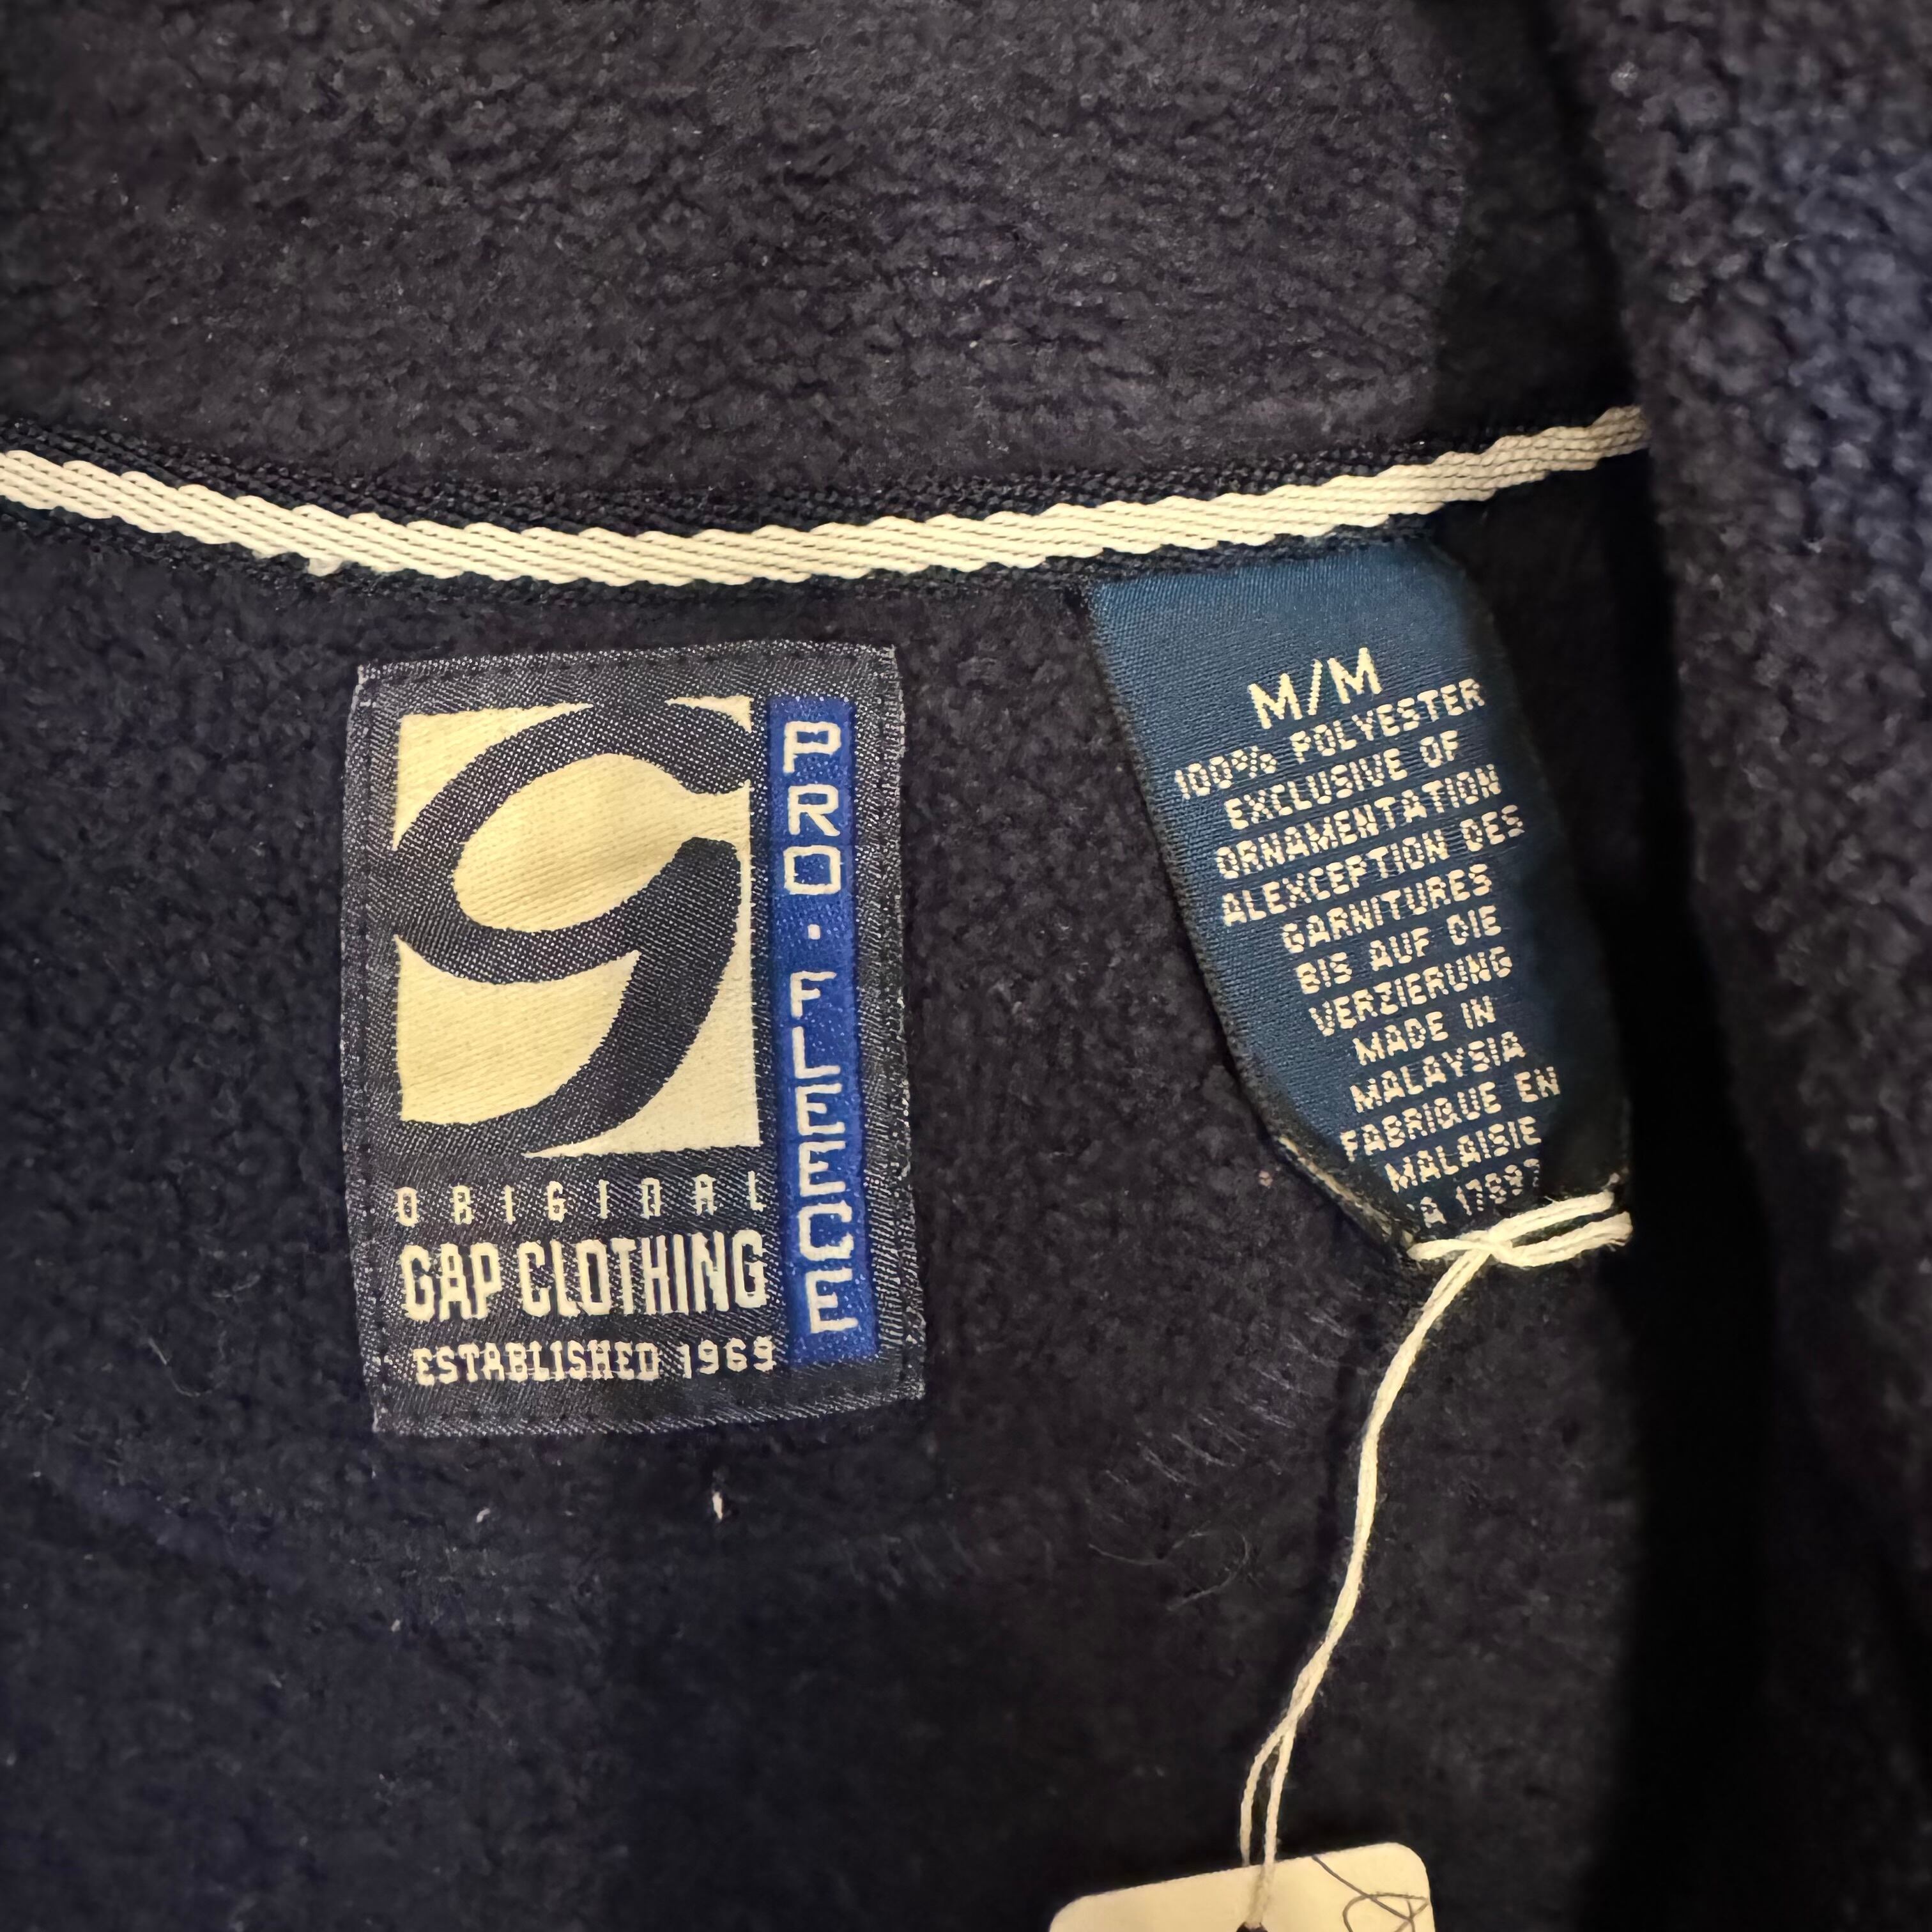 PRO·FLEECE
ORIGINAL
GAP CLOTHING
ESTABLISHED 1969
M/M
100% POLYESTER
EXCLUSIVE OF
ORNAMENTATION
ALEXCEPTION DES
GARNITURES
BIS AUF DIE
VERZIERUNG
MADE IN
MALAYSIA
FABRIQUE EN
MALAISIE